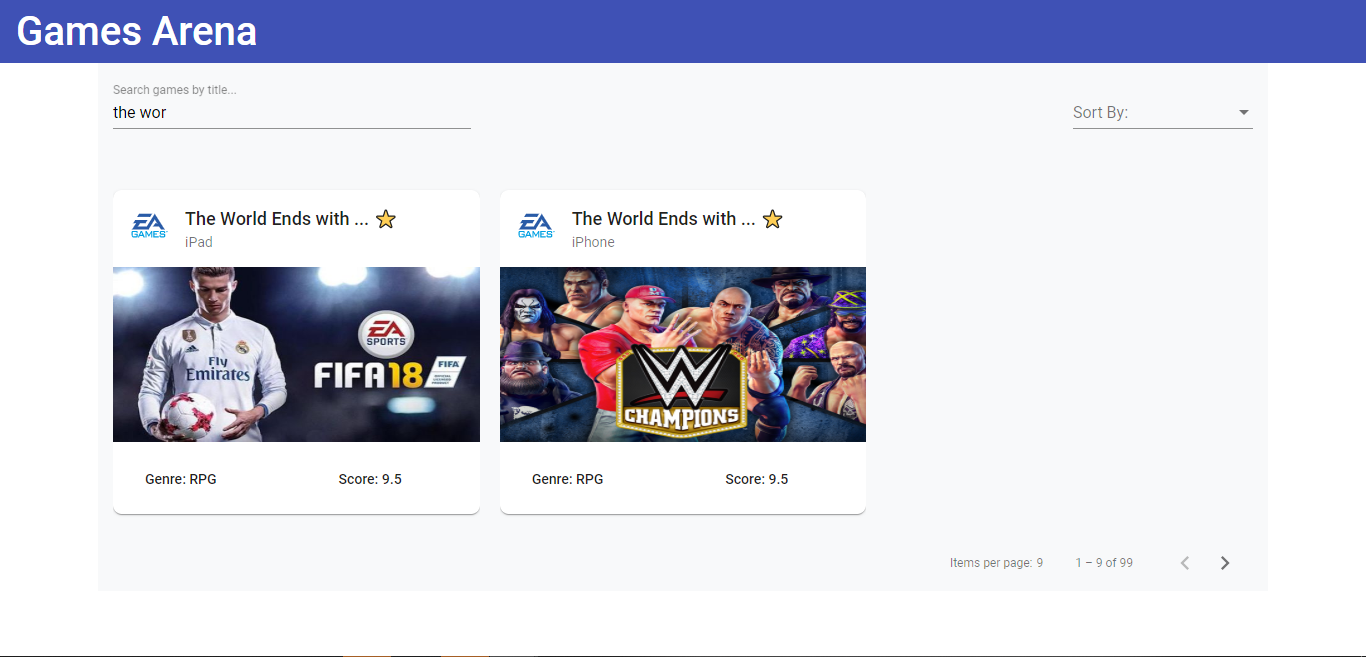 Games Arena
Search games by title...
the wor
Sort By:
EA
GAMES
The World Ends with ...
iPad
EA
GAMES
The World Ends with ...
iPhone
Fly
Emirates
EA
SPORTS
FIFA18
FIFA
W
CHAMPIONS
Genre: RPG
Score: 9.5
Genre: RPG
Score: 9.5
Items per page: 9
1 – 9 of 99